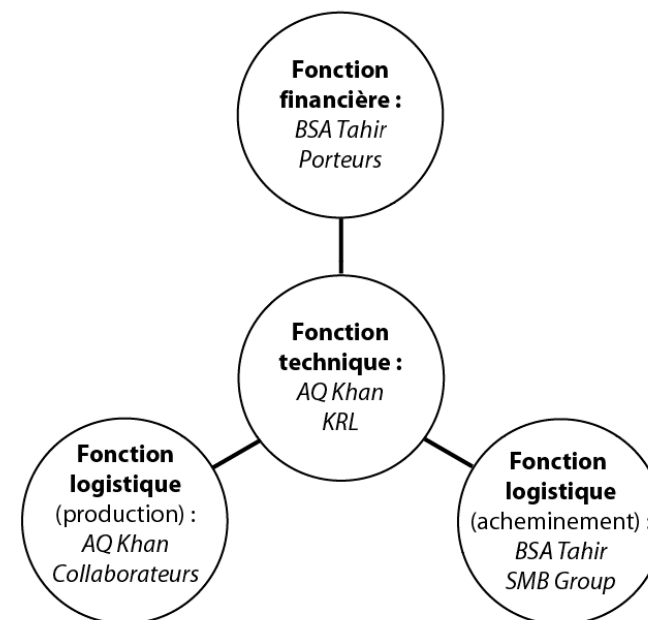 Fonction
financière :
BSA Tahir
Porteurs
Fonction
technique :
AQ Khan
KRL
Fonction
logistique
(production) :
AQ Khan
Collaborateurs
Fonction
logistique
(acheminement) :
BSA Tahir
SMB Group